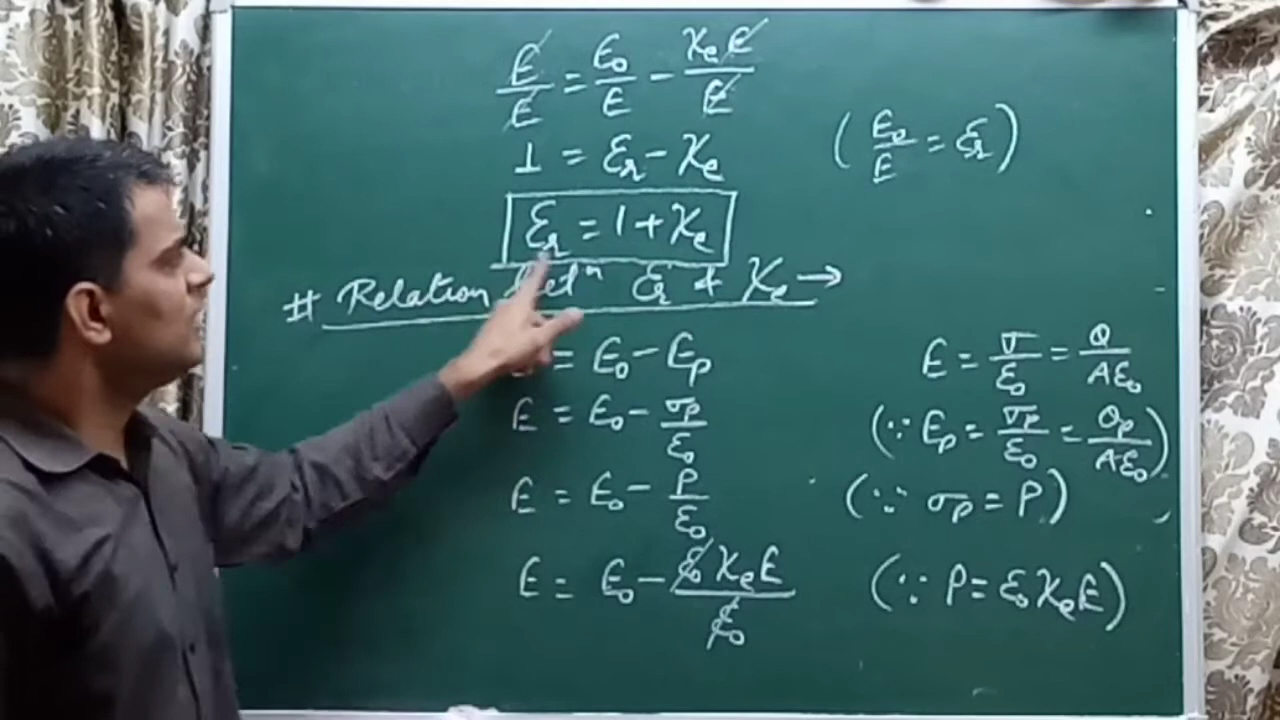 E/E = E₀/E − χₑE/E
1 = εr − χₑ (E₀/E = εr)
εr = 1 + χₑ
# Relation betⁿ εr & χₑ →
= E₀ − Eₚ E = σ/ε₀ = Q/Aε₀
E = E₀ − σₚ/ε₀ (∵ Eₚ = σₚ/ε₀ = Qₚ/Aε₀)
E = E₀ − P/ε₀ (∵ σₚ = P)
E = E₀ − ε₀χₑE/ε₀ (∵ P = ε₀χₑE)